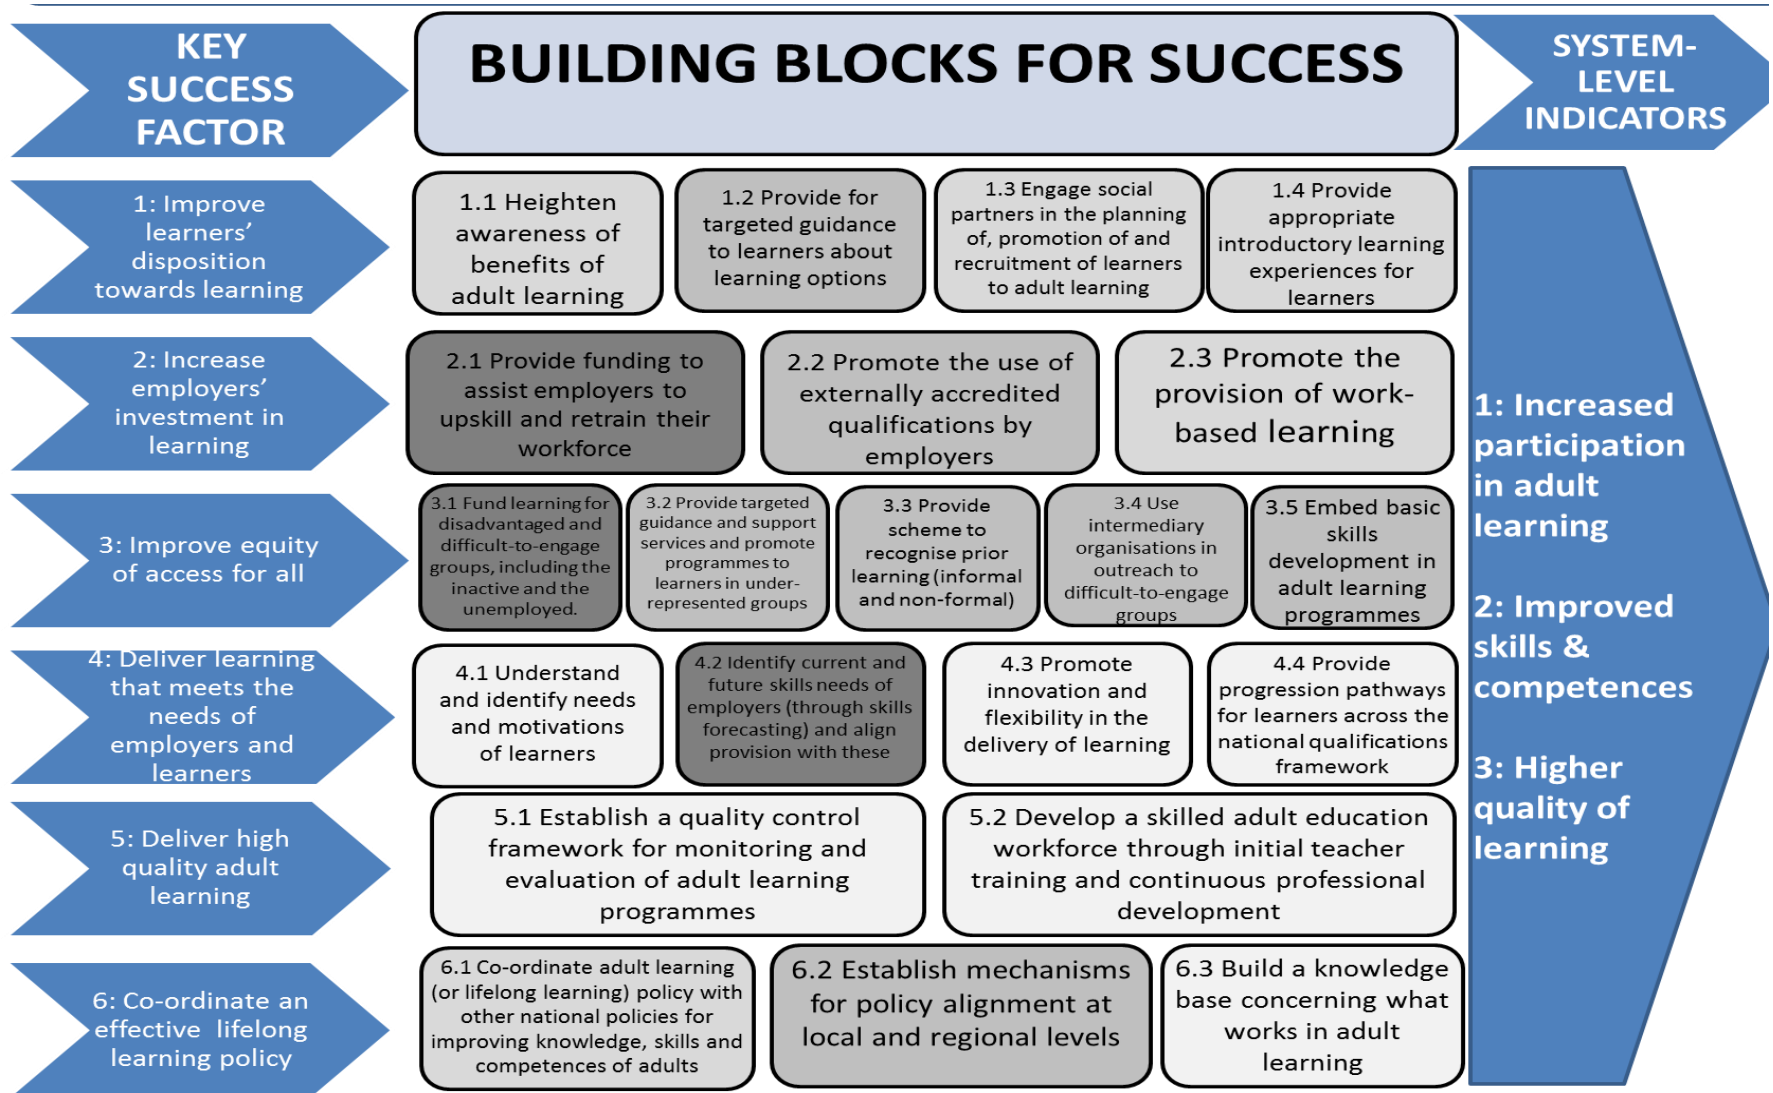 KEY
SUCCESS
FACTOR
BUILDING BLOCKS FOR SUCCESS
SYSTEM-
LEVEL
INDICATORS
1: Improve
learners’
disposition
towards learning
1.1 Heighten
awareness of
benefits of
adult learning
1.2 Provide for
targeted guidance
to learners about
learning options
1.3 Engage social
partners in the planning
of, promotion of and
recruitment of learners
to adult learning
1.4 Provide
appropriate
introductory learning
experiences for
learners
2: Increase
employers’
investment in
learning
2.1 Provide funding to
assist employers to
upskill and retrain their
workforce
2.2 Promote the use of
externally accredited
qualifications by
employers
2.3 Promote the
provision of work-
based learning
3: Improve equity
of access for all
3.1 Fund learning for
disadvantaged and
difficult-to-engage
groups, including the
inactive and the
unemployed.
3.2 Provide targeted
guidance and support
services and promote
programmes to
learners in under-
represented groups
3.3 Provide
scheme to
recognise prior
learning (informal
and non-formal)
3.4 Use
intermediary
organisations in
outreach to
difficult-to-engage
groups
3.5 Embed basic
skills
development in
adult learning
programmes
4: Deliver learning
that meets the
needs of
employers and
learners
4.1 Understand
and identify needs
and motivations
of learners
4.2 Identify current and
future skills needs of
employers (through skills
forecasting) and align
provision with these
4.3 Promote
innovation and
flexibility in the
delivery of learning
4.4 Provide
progression pathways
for learners across the
national qualifications
framework
5: Deliver high
quality adult
learning
5.1 Establish a quality control
framework for monitoring and
evaluation of adult learning
programmes
5.2 Develop a skilled adult education
workforce through initial teacher
training and continuous professional
development
6: Co-ordinate an
effective lifelong
learning policy
6.1 Co-ordinate adult learning
(or lifelong learning) policy with
other national policies for
improving knowledge, skills and
competences of adults
6.2 Establish mechanisms
for policy alignment at
local and regional levels
6.3 Build a knowledge
base concerning what
works in adult
learning
1: Increased
participation
in adult
learning
2: Improved
skills &
competences
3: Higher
quality of
learning